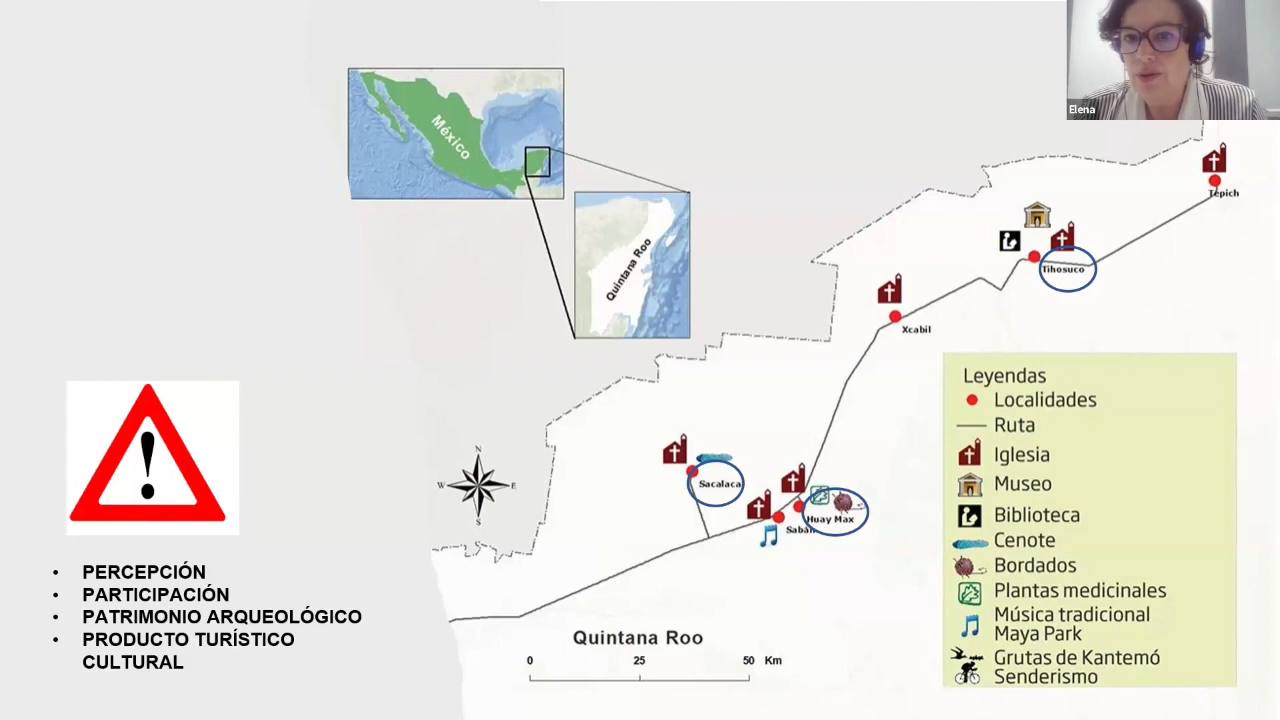 Elena
México
Quintana Roo
Tepich
Tihosuco
Xcabil
Sacalaca
Huay Max
Sabán
N
W
E
S
Leyendas
Localidades
Ruta
Iglesia
Museo
Biblioteca
Cenote
Bordados
Plantas medicinales
Música tradicional
Maya Park
Grutas de Kantemó
Senderismo
• PERCEPCIÓN
• PARTICIPACIÓN
• PATRIMONIO ARQUEOLÓGICO
• PRODUCTO TURÍSTICO
CULTURAL
Quintana Roo
0 25 50 Km